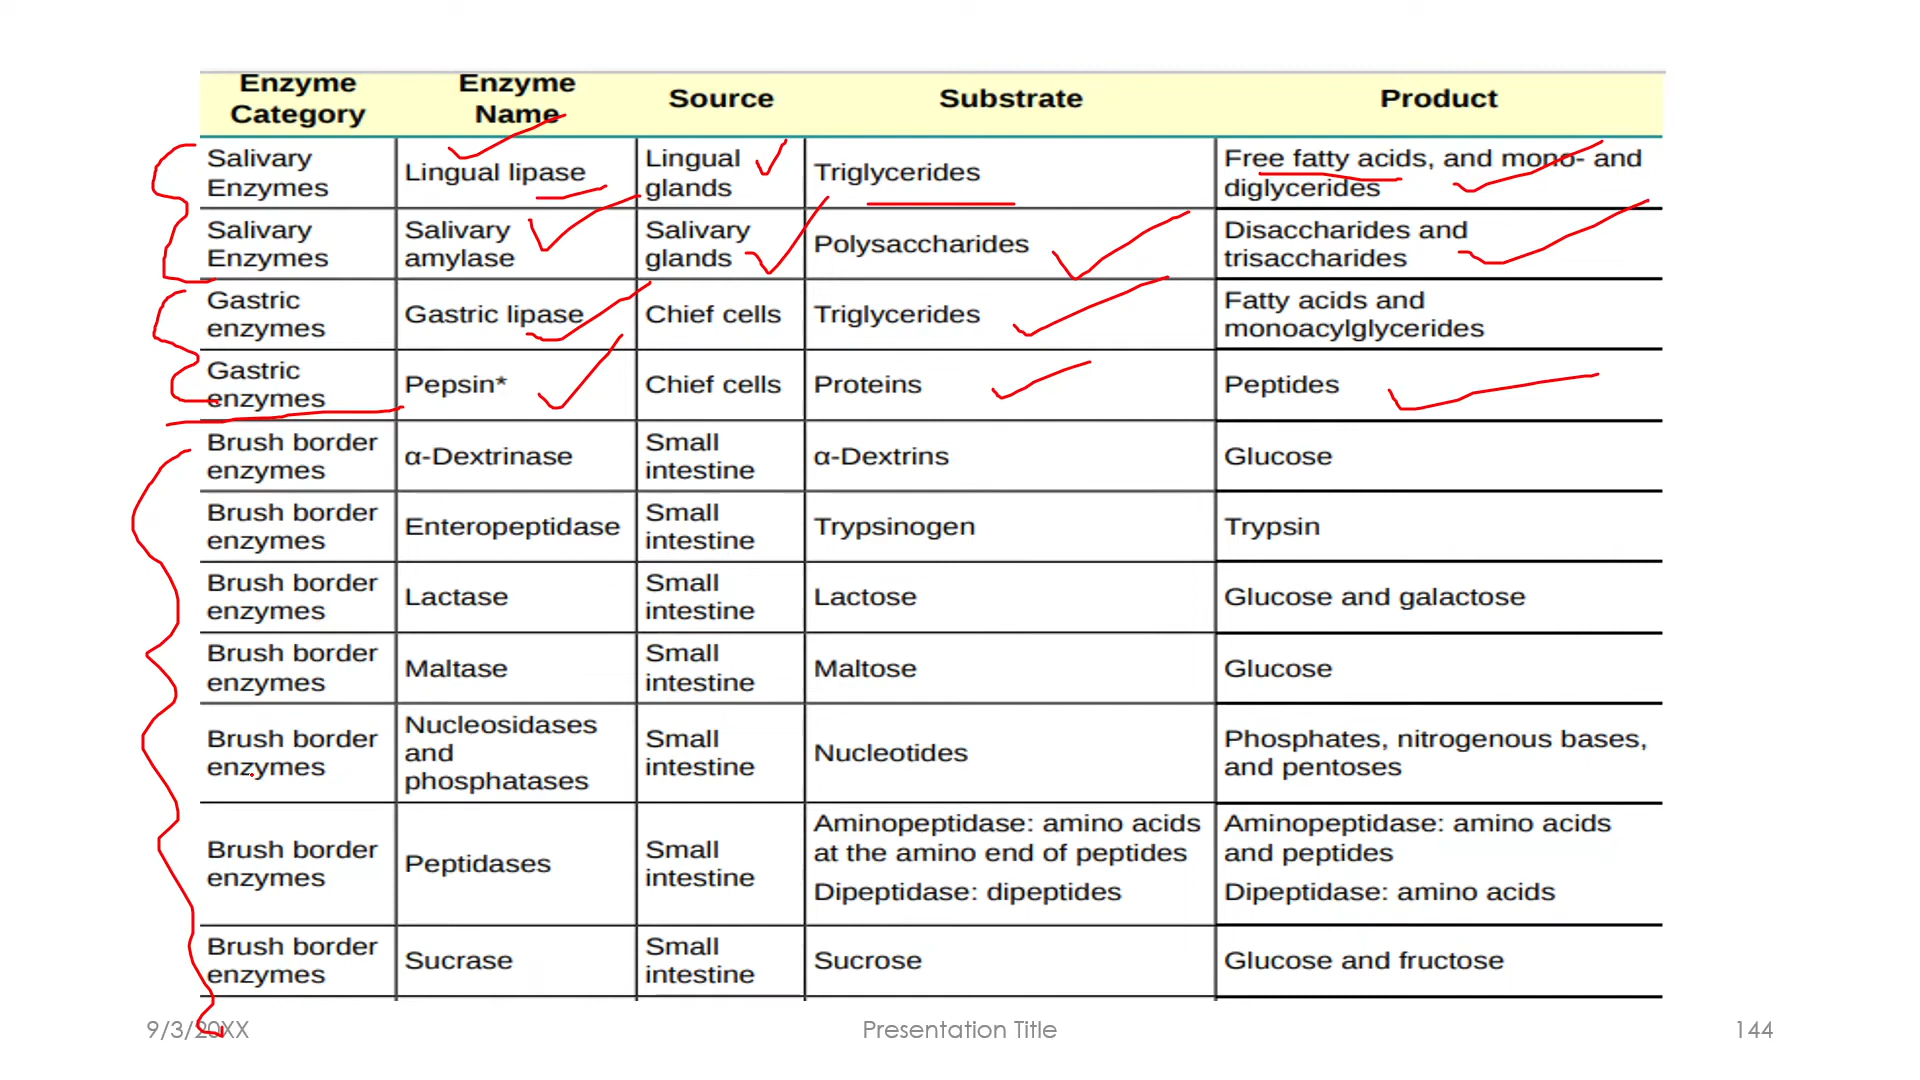 Enzyme Category | Enzyme Name | Source | Substrate | Product
Salivary Enzymes | Lingual lipase | Lingual glands | Triglycerides | Free fatty acids, and mono- and diglycerides
Salivary Enzymes | Salivary amylase | Salivary glands | Polysaccharides | Disaccharides and trisaccharides
Gastric enzymes | Gastric lipase | Chief cells | Triglycerides | Fatty acids and monoacylglycerides
Gastric enzymes | Pepsin* | Chief cells | Proteins | Peptides
Brush border enzymes | α-Dextrinase | Small intestine | α-Dextrins | Glucose
Brush border enzymes | Enteropeptidase | Small intestine | Trypsinogen | Trypsin
Brush border enzymes | Lactase | Small intestine | Lactose | Glucose and galactose
Brush border enzymes | Maltase | Small intestine | Maltose | Glucose
Brush border enzymes | Nucleosidases and phosphatases | Small intestine | Nucleotides | Phosphates, nitrogenous bases, and pentoses
Brush border enzymes | Peptidases | Small intestine | Aminopeptidase: amino acids at the amino end of peptides Dipeptidase: dipeptides | Aminopeptidase: amino acids and peptides Dipeptidase: amino acids
Brush border enzymes | Sucrase | Small intestine | Sucrose | Glucose and fructose
9/3/20XX
Presentation Title
144